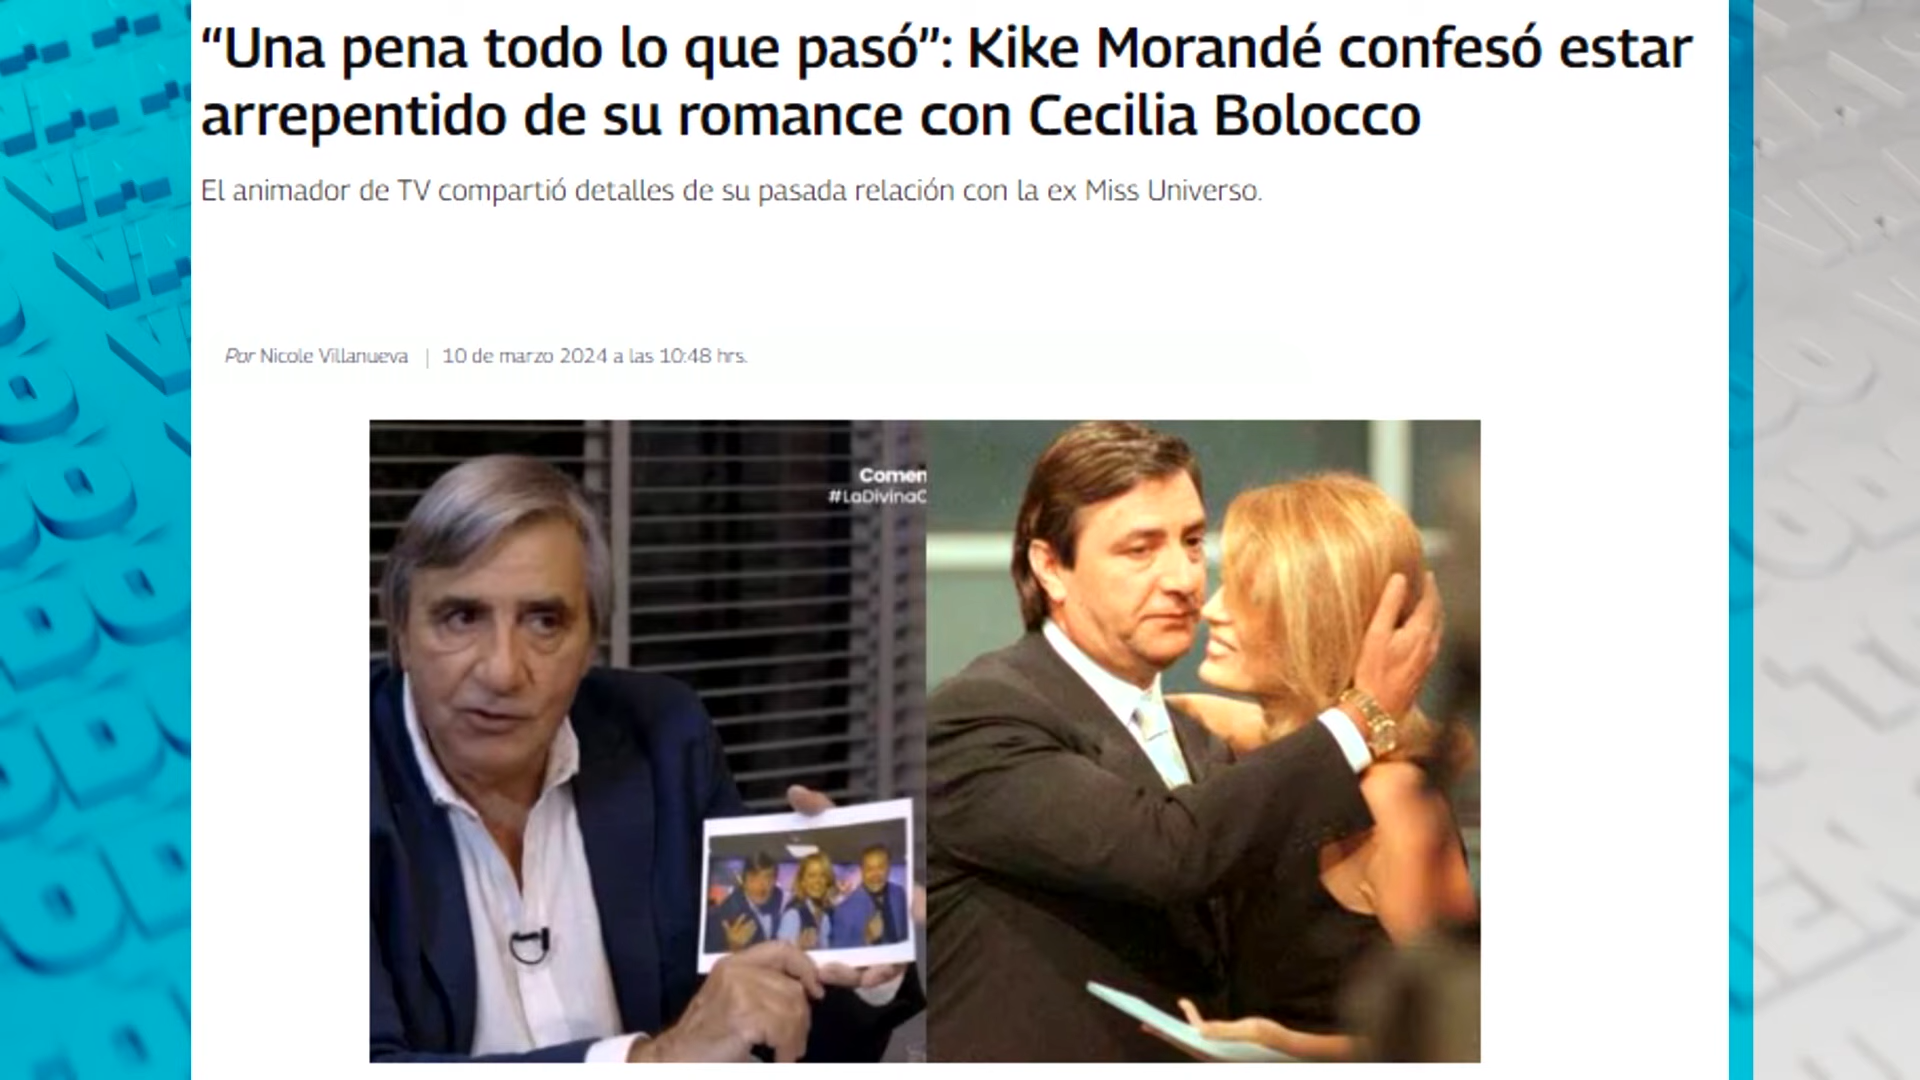 “Una pena todo lo que pasó”: Kike Morandé confesó estar
arrepentido de su romance con Cecilia Bolocco
El animador de TV compartió detalles de su pasada relación con la ex Miss Universo.
Por Nicole Villanueva | 10 de marzo 2024 a las 10:48 hrs.
Comen
#LaDivinaC